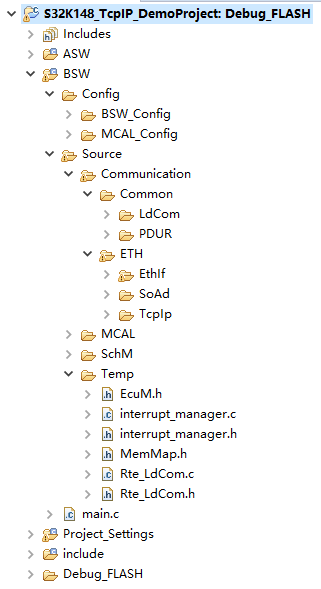 S32K148_TcpIP_DemoProject: Debug_FLASH
Includes
ASW
BSW
Config
BSW_Config
MCAL_Config
Source
Communication
Common
LdCom
PDUR
ETH
EthIf
SoAd
TcpIp
MCAL
SchM
Temp
EcuM.h
interrupt_manager.c
interrupt_manager.h
MemMap.h
Rte_LdCom.c
Rte_LdCom.h
main.c
Project_Settings
include
Debug_FLASH